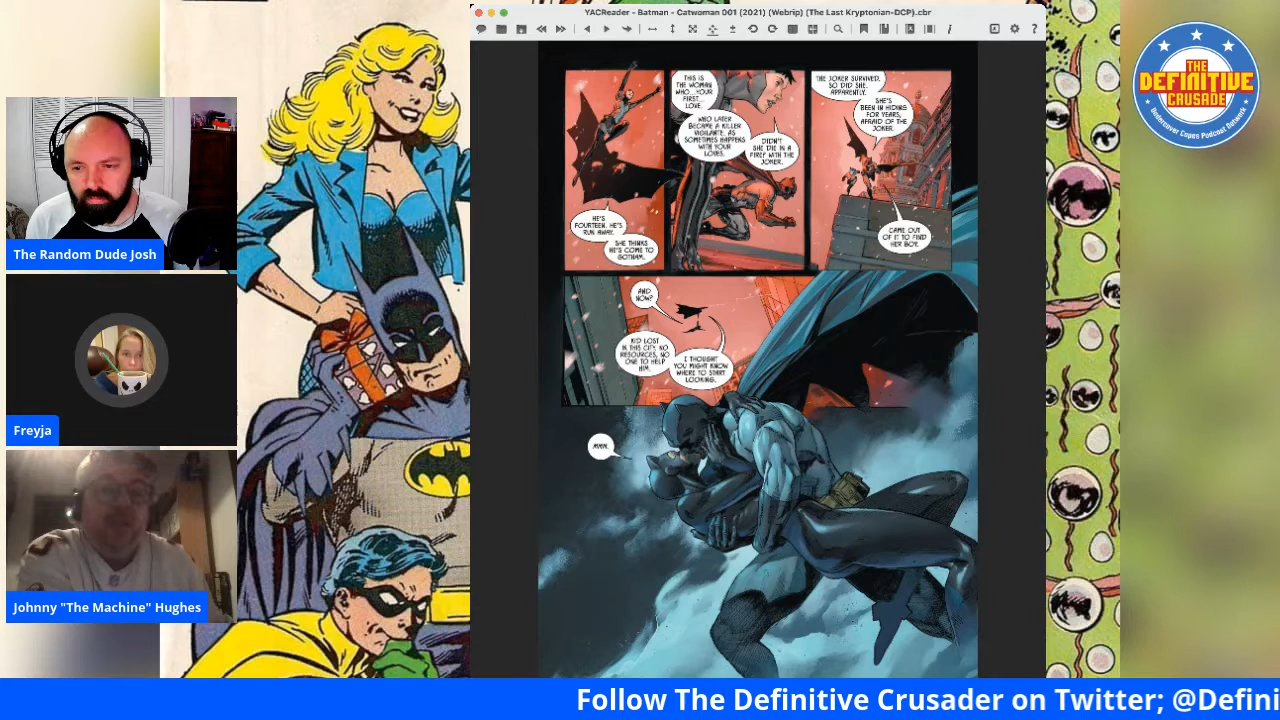 YACReader - Batman - Catwoman 001 (2021) (Webrip) (The Last Kryptonian-DCP).cbr
THE
DEFINITIVE
CRUSADE
Undercover Capes Podcast Network
The Random Dude Josh
Freyja
Johnny "The Machine" Hughes
HE'S
FOURTEEN. HE'S
RUN AWAY.
SHE THINKS
HE'S COME TO
GOTHAM.
THIS IS
THE WOMAN
WHO...YOUR
FIRST...
LOVE.
WHO LATER
BECAME A KILLER
VIGILANTE. AS
SOMETIMES HAPPENS
WITH YOUR
LOVES.
DIDN'T
SHE DIE IN A
FIRE? WITH THE
JOKER.
THE JOKER SURVIVED.
SO DID SHE.
APPARENTLY.
SHE'S
BEEN IN HIDING
FOR YEARS,
AFRAID OF THE
JOKER.
CAME OUT
OF IT TO FIND
HER BOY.
AND
NOW?
KID LOST
IN THIS CITY, NO
RESOURCES, NO
ONE TO HELP
HIM.
I THOUGHT
YOU MIGHT KNOW
WHERE TO START
LOOKING.
MMM.
Follow The Definitive Crusader on Twitter; @Defini